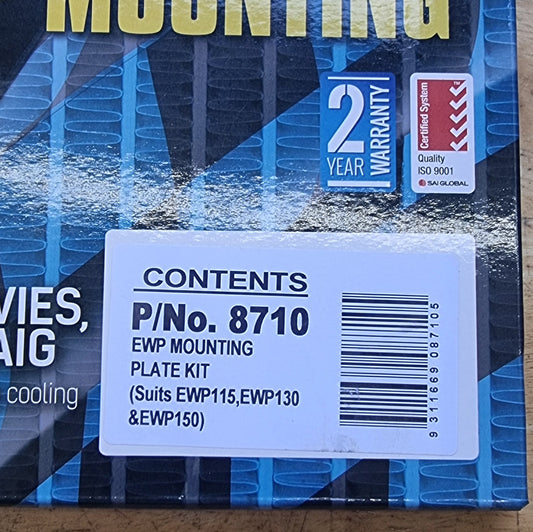 MOUNTING
2
YEAR
WARRANTY
Certified System
™
Quality
ISO 9001
SAI GLOBAL
CONTENTS
P/No. 8710
EWP MOUNTING
PLATE KIT
(Suits EWP115,EWP130
&EWP150)
9 311669 087105
VIES,
AIG
cooling